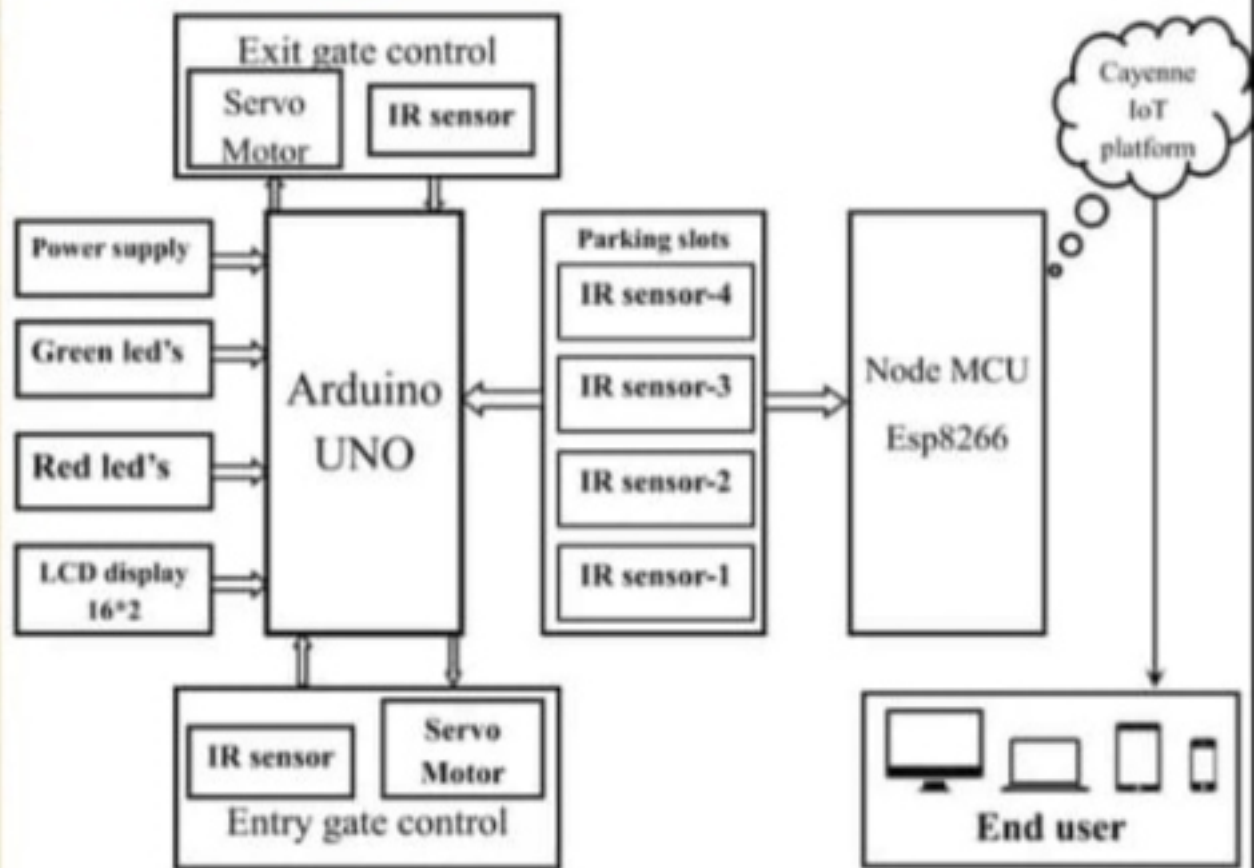 Exit gate control
Servo
Motor
IR sensor
Cayenne
IoT
platform
Power supply
Green led's
Red led's
LCD display
16*2
Arduino
UNO
Parking slots
IR sensor-4
IR sensor-3
IR sensor-2
IR sensor-1
Node MCU
Esp8266
IR sensor
Servo
Motor
Entry gate control
End user